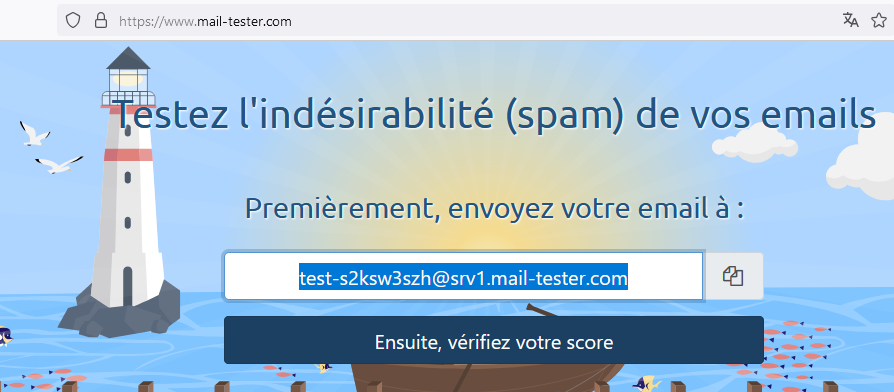 https://www.mail-tester.com
Testez l'indésirabilité (spam) de vos emails
Premièrement, envoyez votre email à :
test-s2ksw3szh@srv1.mail-tester.com
Ensuite, vérifiez votre score